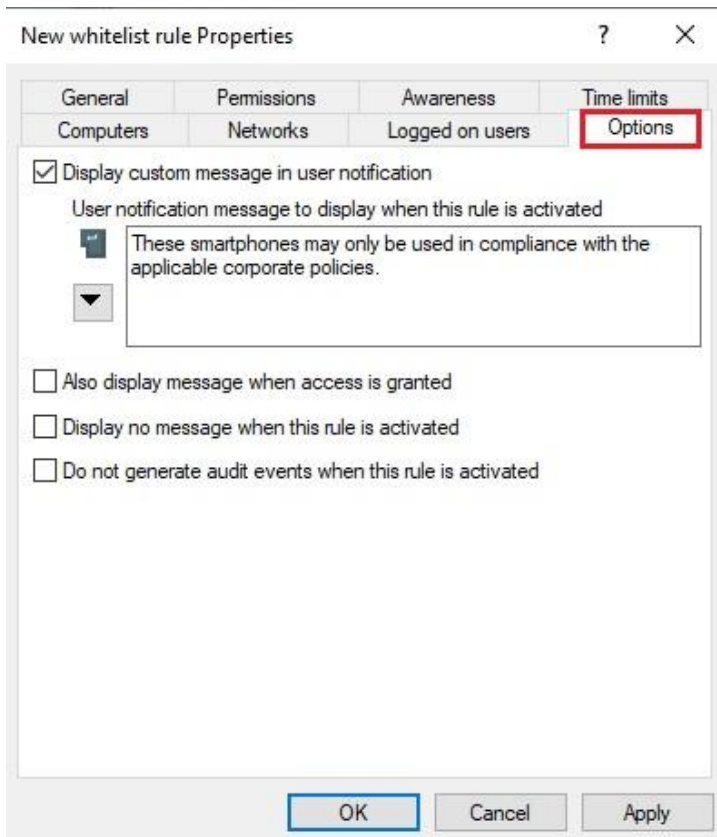 New whitelist rule Properties
General Permissions Awareness Time limits
Computers Networks Logged on users Options
Display custom message in user notification
User notification message to display when this rule is activated
These smartphones may only be used in compliance with the
applicable corporate policies.
Also display message when access is granted
Display no message when this rule is activated
Do not generate audit events when this rule is activated
OK Cancel Apply